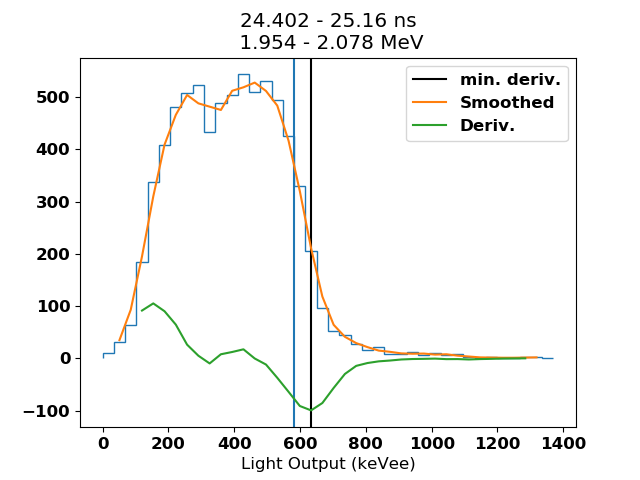 24.402 - 25.16 ns
1.954 - 2.078 MeV
min. deriv.
Smoothed
Deriv.
500
400
300
200
100
0
−100
0 200 400 600 800 1000 1200 1400
Light Output (keVee)